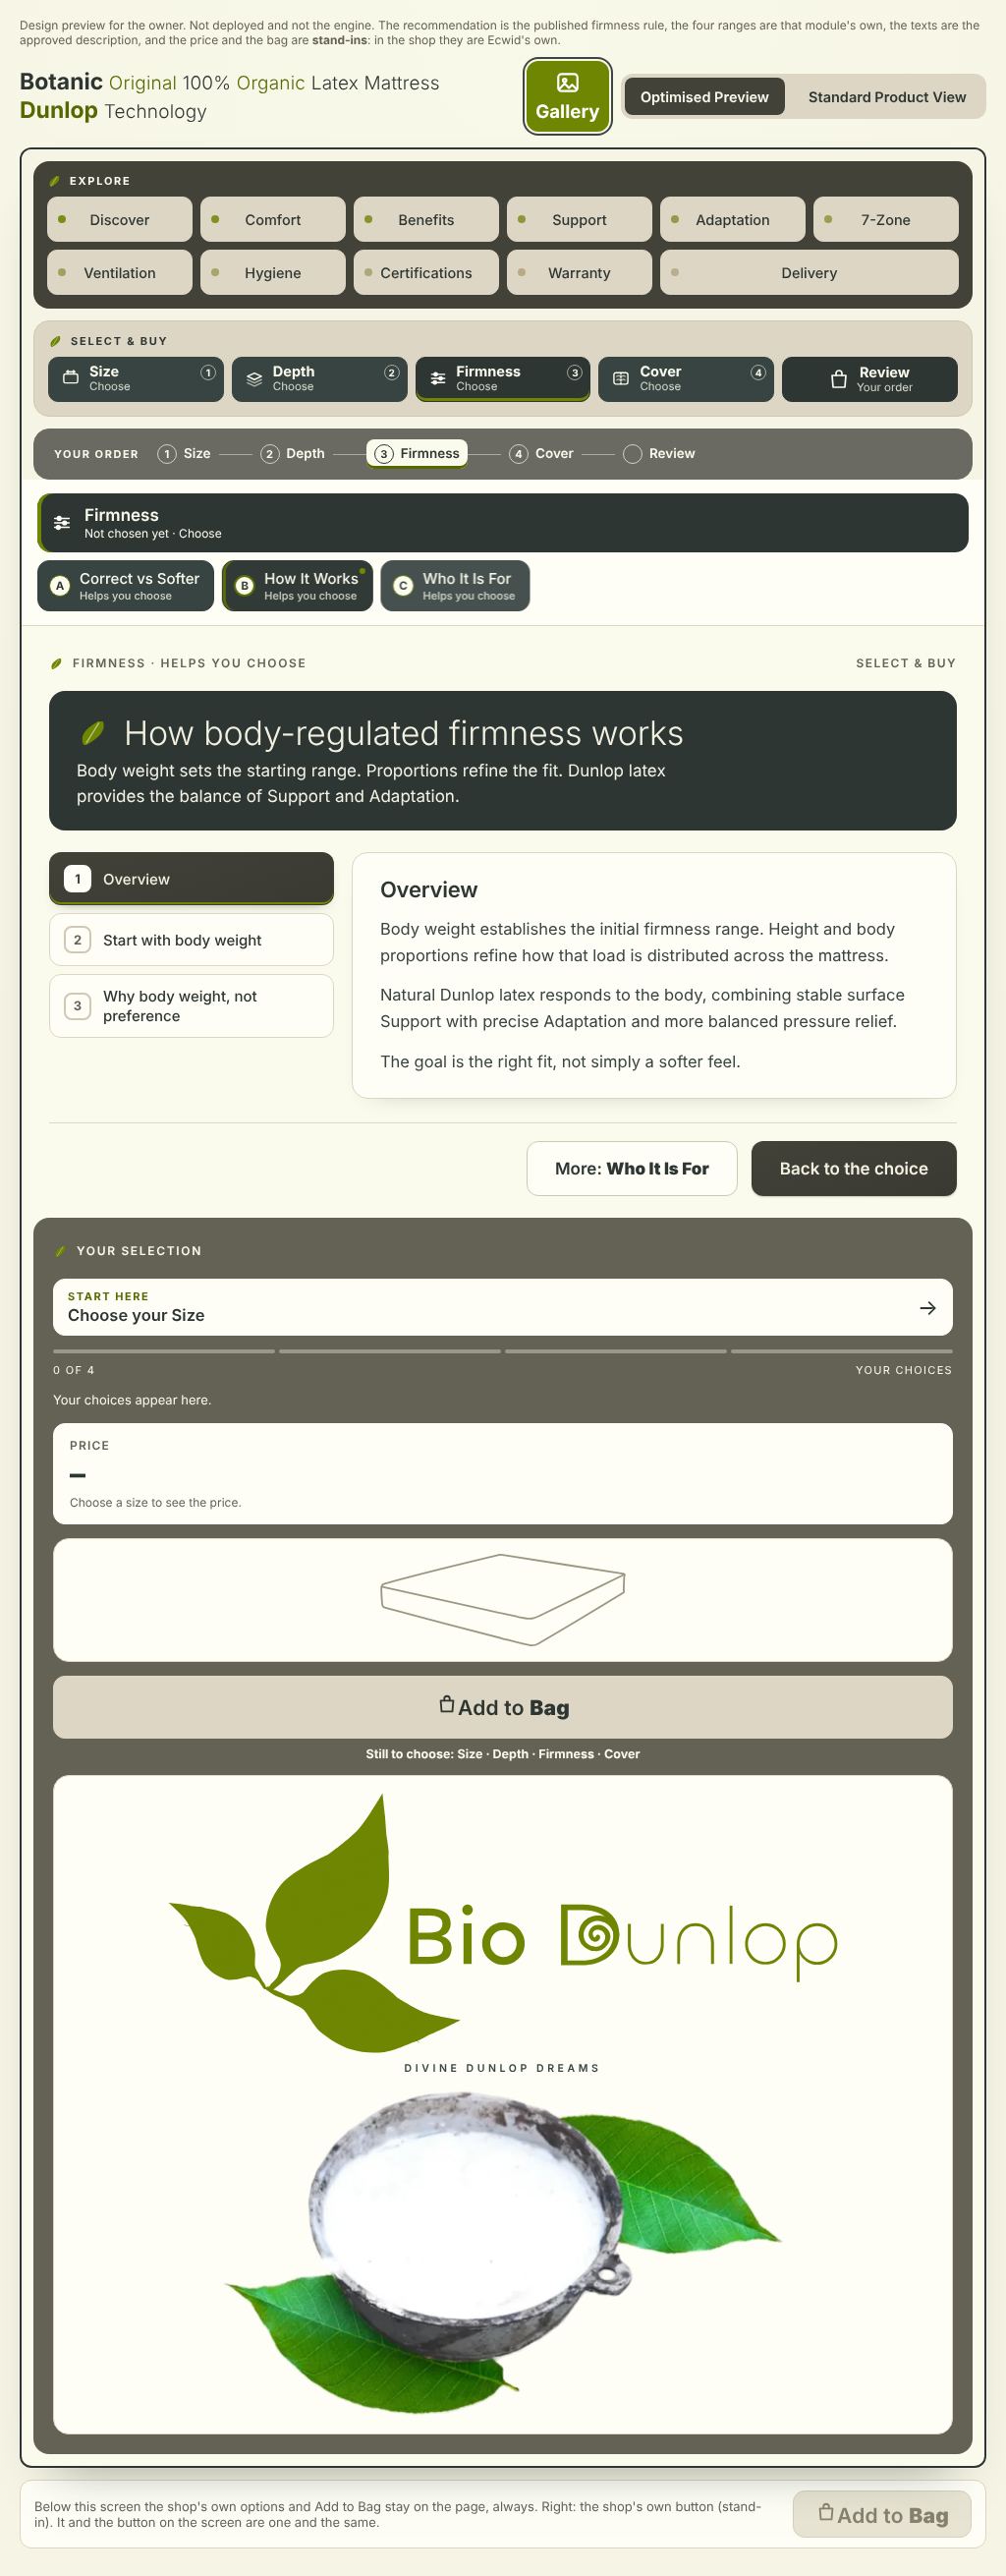 Design preview for the owner. Not deployed and not the engine. The recommendation is the published firmness rule, the four ranges are that module's own, the texts are the
approved description, and the price and the bag are stand-ins: in the shop they are Ecwid's own.
Botanic Original 100% Organic Latex Mattress
Dunlop Technology
Gallery
Optimised Preview
Standard Product View
EXPLORE
Discover
Comfort
Benefits
Support
Adaptation
7-Zone
Ventilation
Hygiene
Certifications
Warranty
Delivery
SELECT & BUY
Size
Choose
1
Depth
Choose
2
Firmness
Choose
3
Cover
Choose
4
Review
Your order
YOUR ORDER
1 Size
2 Depth
3 Firmness
4 Cover
Review
Firmness
Not chosen yet · Choose
A
Correct vs Softer
Helps you choose
B
How It Works
Helps you choose
C
Who It Is For
Helps you choose
FIRMNESS · HELPS YOU CHOOSE
SELECT & BUY
How body-regulated firmness works
Body weight sets the starting range. Proportions refine the fit. Dunlop latex
provides the balance of Support and Adaptation.
1 Overview
2 Start with body weight
3 Why body weight, not
preference
Overview
Body weight establishes the initial firmness range. Height and body
proportions refine how that load is distributed across the mattress.
Natural Dunlop latex responds to the body, combining stable surface
Support with precise Adaptation and more balanced pressure relief.
The goal is the right fit, not simply a softer feel.
More: Who It Is For
Back to the choice
YOUR SELECTION
START HERE
Choose your Size
0 OF 4
YOUR CHOICES
Your choices appear here.
PRICE
–
Choose a size to see the price.
Add to Bag
Still to choose: Size · Depth · Firmness · Cover
Bio Dunlop
DIVINE DUNLOP DREAMS
Below this screen the shop's own options and Add to Bag stay on the page, always. Right: the shop's own button (stand-
in). It and the button on the screen are one and the same.
Add to Bag